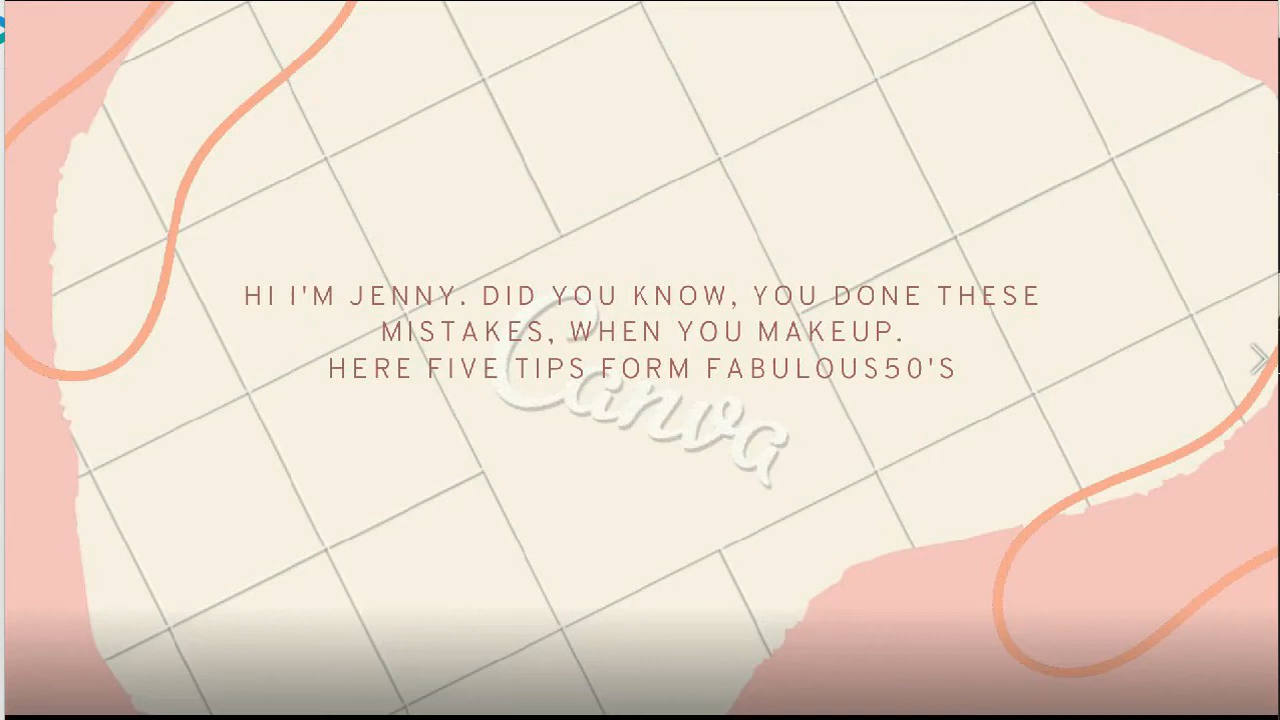 HI I'M JENNY. DID YOU KNOW, YOU DONE THESE
MISTAKES, WHEN YOU MAKEUP.
HERE FIVE TIPS FORM FABULOUS50'S
Canva